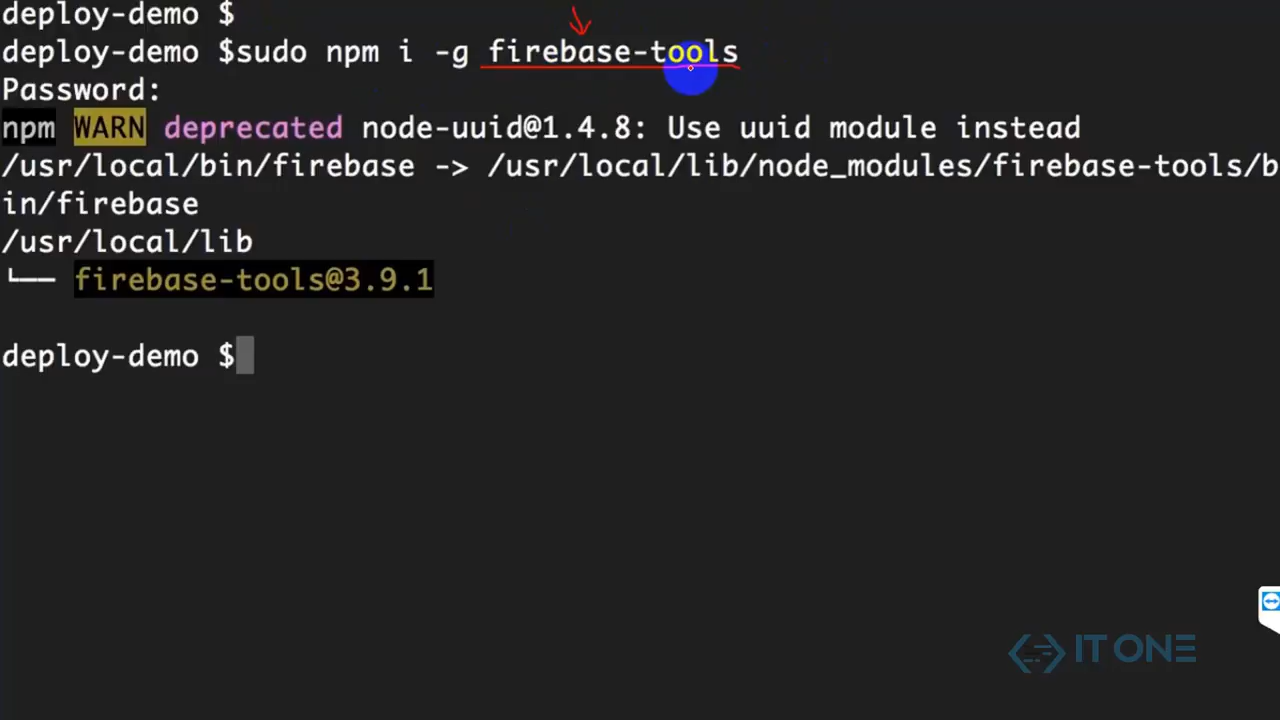 deploy-demo $
deploy-demo $sudo npm i -g firebase-tools
Password:
npm WARN deprecated node-uuid@1.4.8: Use uuid module instead
/usr/local/bin/firebase -> /usr/local/lib/node_modules/firebase-tools/b
in/firebase
/usr/local/lib
└── firebase-tools@3.9.1
deploy-demo $
IT ONE